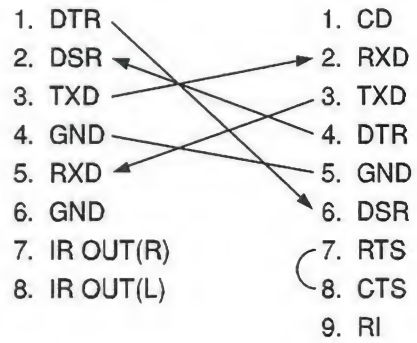 1. DTR
2. DSR
3. TXD
4. GND
5. RXD
6. GND
7. IR OUT(R)
8. IR OUT(L)
1. CD
2. RXD
3. TXD
4. DTR
5. GND
6. DSR
7. RTS
8. CTS
9. RI